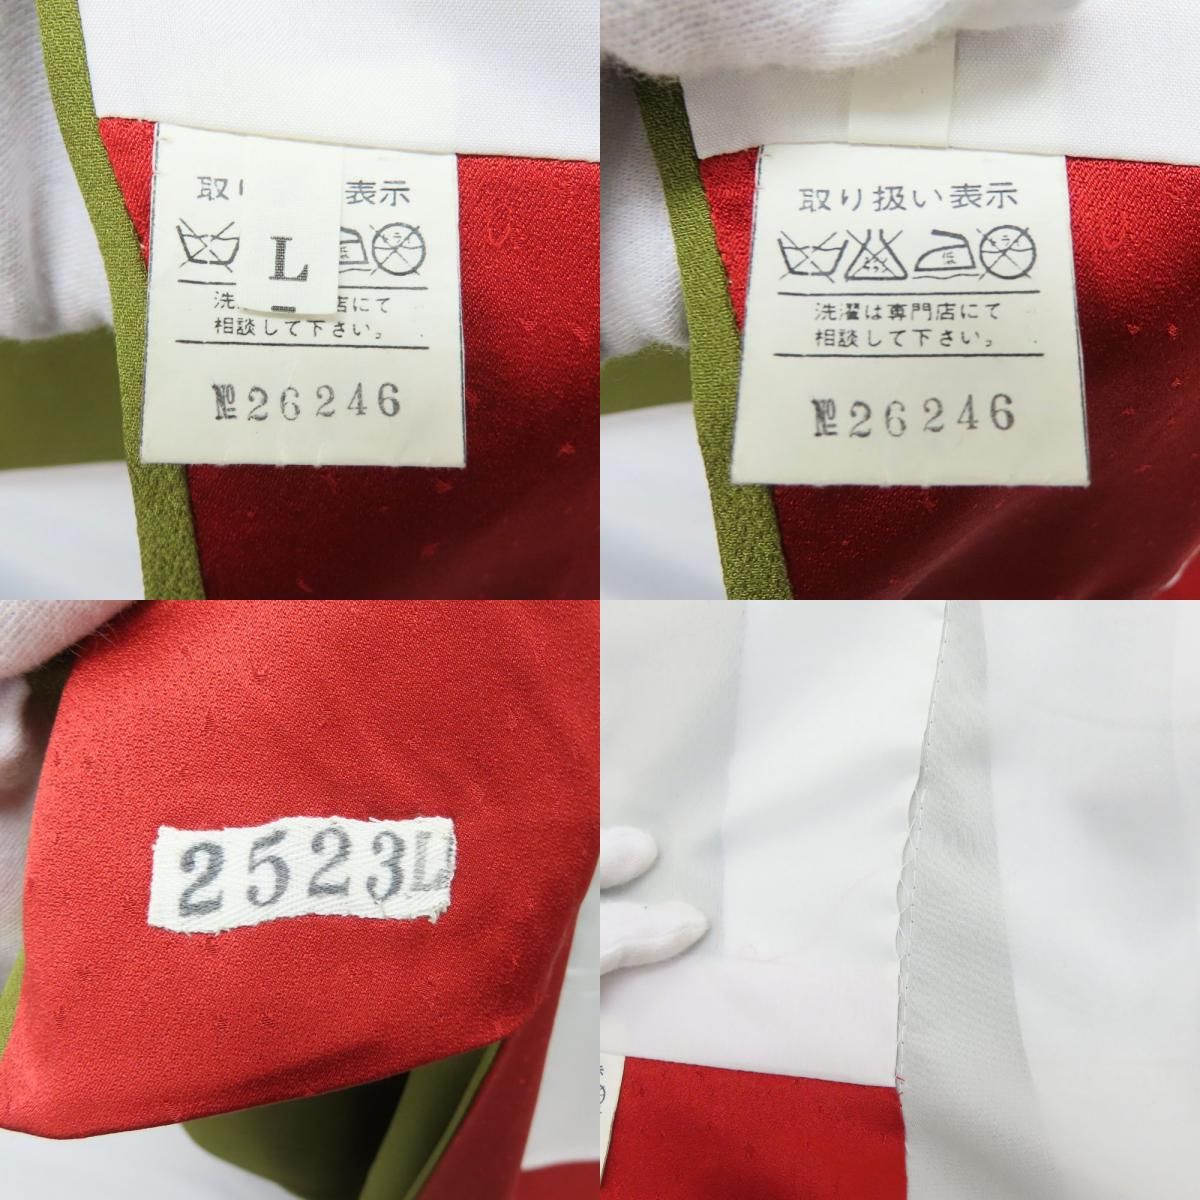 取り 表示
L
洗 店にて
相談して下さい。
№26246
取り扱い表示
低
洗濯は専門店にて
相談して下さい。
№26246
2523L